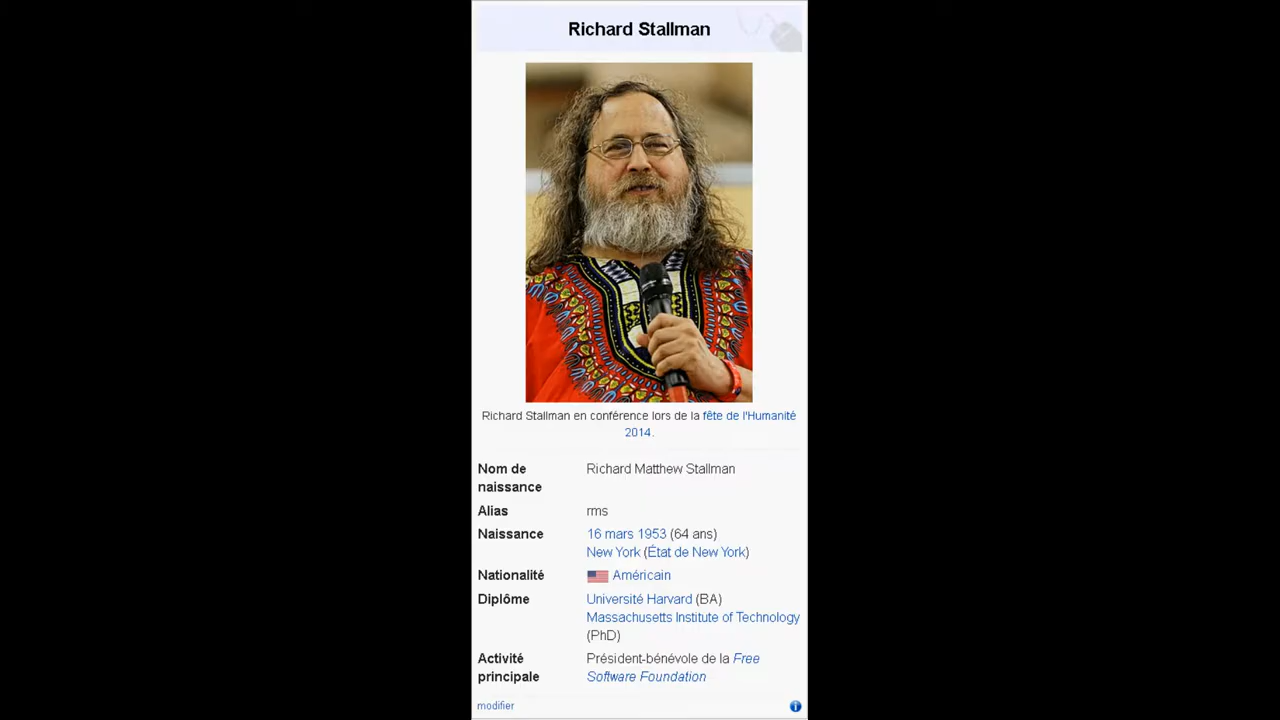 Richard Stallman
Richard Stallman en conférence lors de la fête de l'Humanité
2014.
Nom de naissance Richard Matthew Stallman
Alias rms
Naissance 16 mars 1953 (64 ans)
New York (État de New York)
Nationalité Américain
Diplôme Université Harvard (BA)
Massachusetts Institute of Technology
(PhD)
Activité principale Président-bénévole de la Free
Software Foundation
modifier